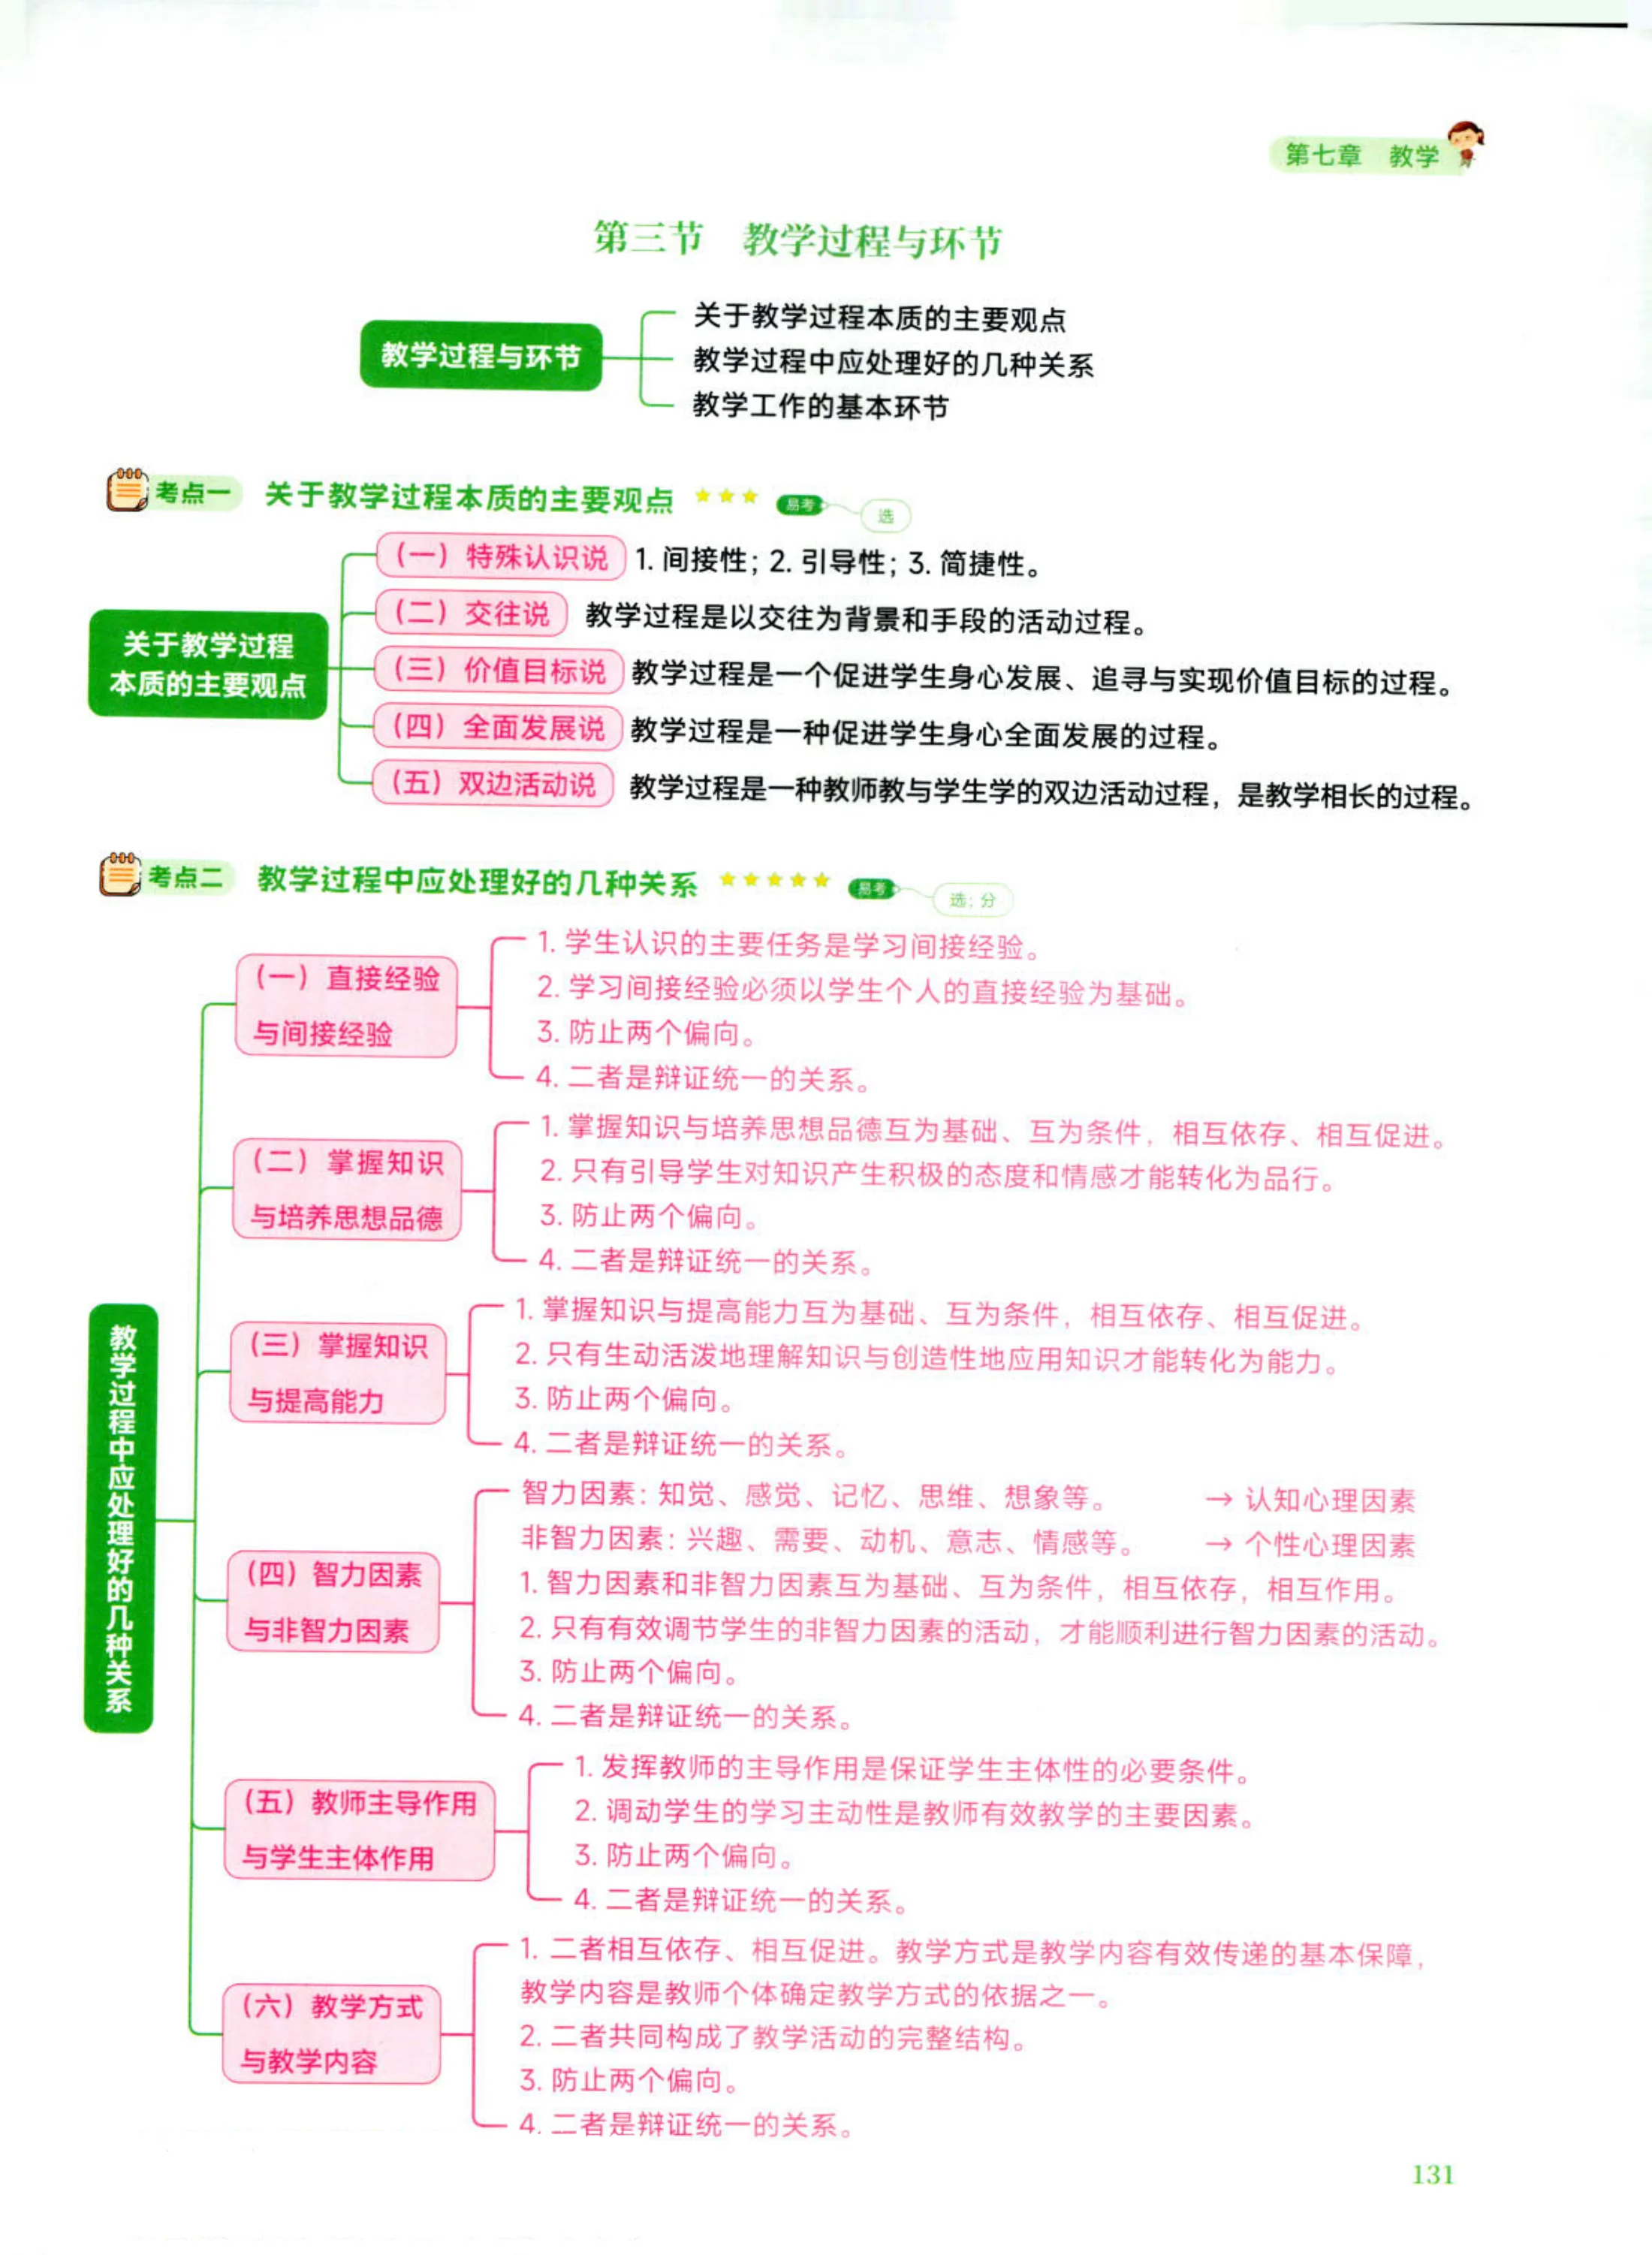 第七章 教学
第三节 教学过程与环节
教学过程与环节
关于教学过程本质的主要观点
教学过程中应处理好的几种关系
教学工作的基本环节
考点一 关于教学过程本质的主要观点 易考 选
关于教学过程
本质的主要观点
（一）特殊认识说 1. 间接性；2. 引导性；3. 简捷性。
（二）交往说 教学过程是以交往为背景和手段的活动过程。
（三）价值目标说 教学过程是一个促进学生身心发展、追寻与实现价值目标的过程。
（四）全面发展说 教学过程是一种促进学生身心全面发展的过程。
（五）双边活动说 教学过程是一种教师教与学生学的双边活动过程，是教学相长的过程。
考点二 教学过程中应处理好的几种关系 易考 选；分
教学过程中应处理好的几种关系
（一）直接经验
与间接经验
1. 学生认识的主要任务是学习间接经验。
2. 学习间接经验必须以学生个人的直接经验为基础。
3. 防止两个偏向。
4. 二者是辩证统一的关系。
（二）掌握知识
与培养思想品德
1. 掌握知识与培养思想品德互为基础、互为条件，相互依存、相互促进。
2. 只有引导学生对知识产生积极的态度和情感才能转化为品行。
3. 防止两个偏向。
4. 二者是辩证统一的关系。
（三）掌握知识
与提高能力
1. 掌握知识与提高能力互为基础、互为条件，相互依存、相互促进。
2. 只有生动活泼地理解知识与创造性地应用知识才能转化为能力。
3. 防止两个偏向。
4. 二者是辩证统一的关系。
（四）智力因素
与非智力因素
智力因素：知觉、感觉、记忆、思维、想象等。 → 认知心理因素
非智力因素：兴趣、需要、动机、意志、情感等。 → 个性心理因素
1. 智力因素和非智力因素互为基础、互为条件，相互依存，相互作用。
2. 只有有效调节学生的非智力因素的活动，才能顺利进行智力因素的活动。
3. 防止两个偏向。
4. 二者是辩证统一的关系。
（五）教师主导作用
与学生主体作用
1. 发挥教师的主导作用是保证学生主体性的必要条件。
2. 调动学生的学习主动性是教师有效教学的主要因素。
3. 防止两个偏向。
4. 二者是辩证统一的关系。
（六）教学方式
与教学内容
1. 二者相互依存、相互促进。教学方式是教学内容有效传递的基本保障，
教学内容是教师个体确定教学方式的依据之一。
2. 二者共同构成了教学活动的完整结构。
3. 防止两个偏向。
4. 二者是辩证统一的关系。
131